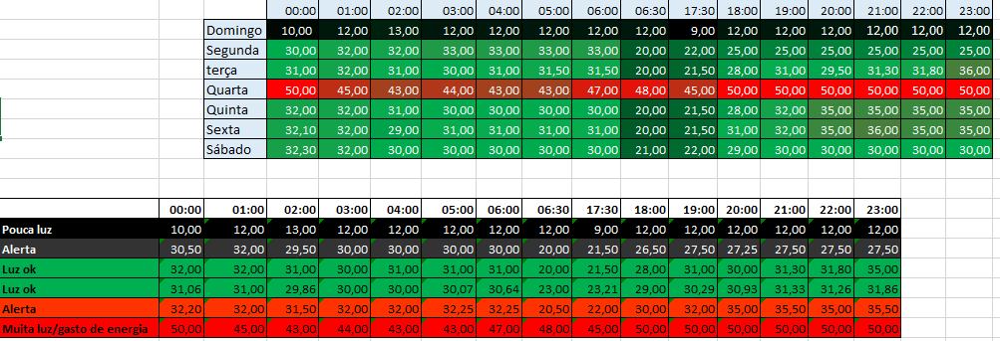 00:00 01:00 02:00 03:00 04:00 05:00 06:00 06:30 17:30 18:00 19:00 20:00 21:00 22:00 23:00
Domingo 10,00 12,00 13,00 12,00 12,00 12,00 12,00 12,00 9,00 12,00 12,00 12,00 12,00 12,00 12,00
Segunda 30,00 32,00 32,00 33,00 33,00 33,00 33,00 20,00 22,00 25,00 25,00 25,00 25,00 25,00 25,00
terça 31,00 32,00 31,00 30,00 31,00 31,50 31,50 20,00 21,50 28,00 31,00 29,50 31,30 31,80 36,00
Quarta 50,00 45,00 43,00 44,00 43,00 43,00 47,00 48,00 45,00 50,00 50,00 50,00 50,00 50,00 50,00
Quinta 32,00 32,00 31,00 30,00 30,00 30,00 30,00 20,00 21,50 28,00 32,00 35,00 35,00 35,00 35,00
Sexta 32,10 32,00 29,00 31,00 31,00 31,00 31,00 20,00 21,50 31,00 32,00 35,00 36,00 35,00 35,00
Sábado 32,30 32,00 30,00 30,00 30,00 30,00 30,00 21,00 22,00 29,00 30,00 30,00 30,00 30,00 30,00
00:00 01:00 02:00 03:00 04:00 05:00 06:00 06:30 17:30 18:00 19:00 20:00 21:00 22:00 23:00
Pouca luz 10,00 12,00 13,00 12,00 12,00 12,00 12,00 12,00 9,00 12,00 12,00 12,00 12,00 12,00 12,00
Alerta 30,50 32,00 29,50 30,00 30,00 30,00 30,00 20,00 21,50 26,50 27,50 27,25 27,50 27,50 27,50
Luz ok 32,00 32,00 31,00 30,00 31,00 31,00 31,00 20,00 21,50 28,00 31,00 30,00 31,30 31,80 35,00
Luz ok 31,06 31,00 29,86 30,00 30,00 30,07 30,64 23,00 23,21 29,00 30,29 30,93 31,33 31,26 31,86
Alerta 32,20 32,00 31,50 32,00 32,00 32,25 32,25 20,50 22,00 30,00 32,00 35,00 35,50 35,00 35,50
Muita luz/gasto de energia 50,00 45,00 43,00 44,00 43,00 43,00 47,00 48,00 45,00 50,00 50,00 50,00 50,00 50,00 50,00